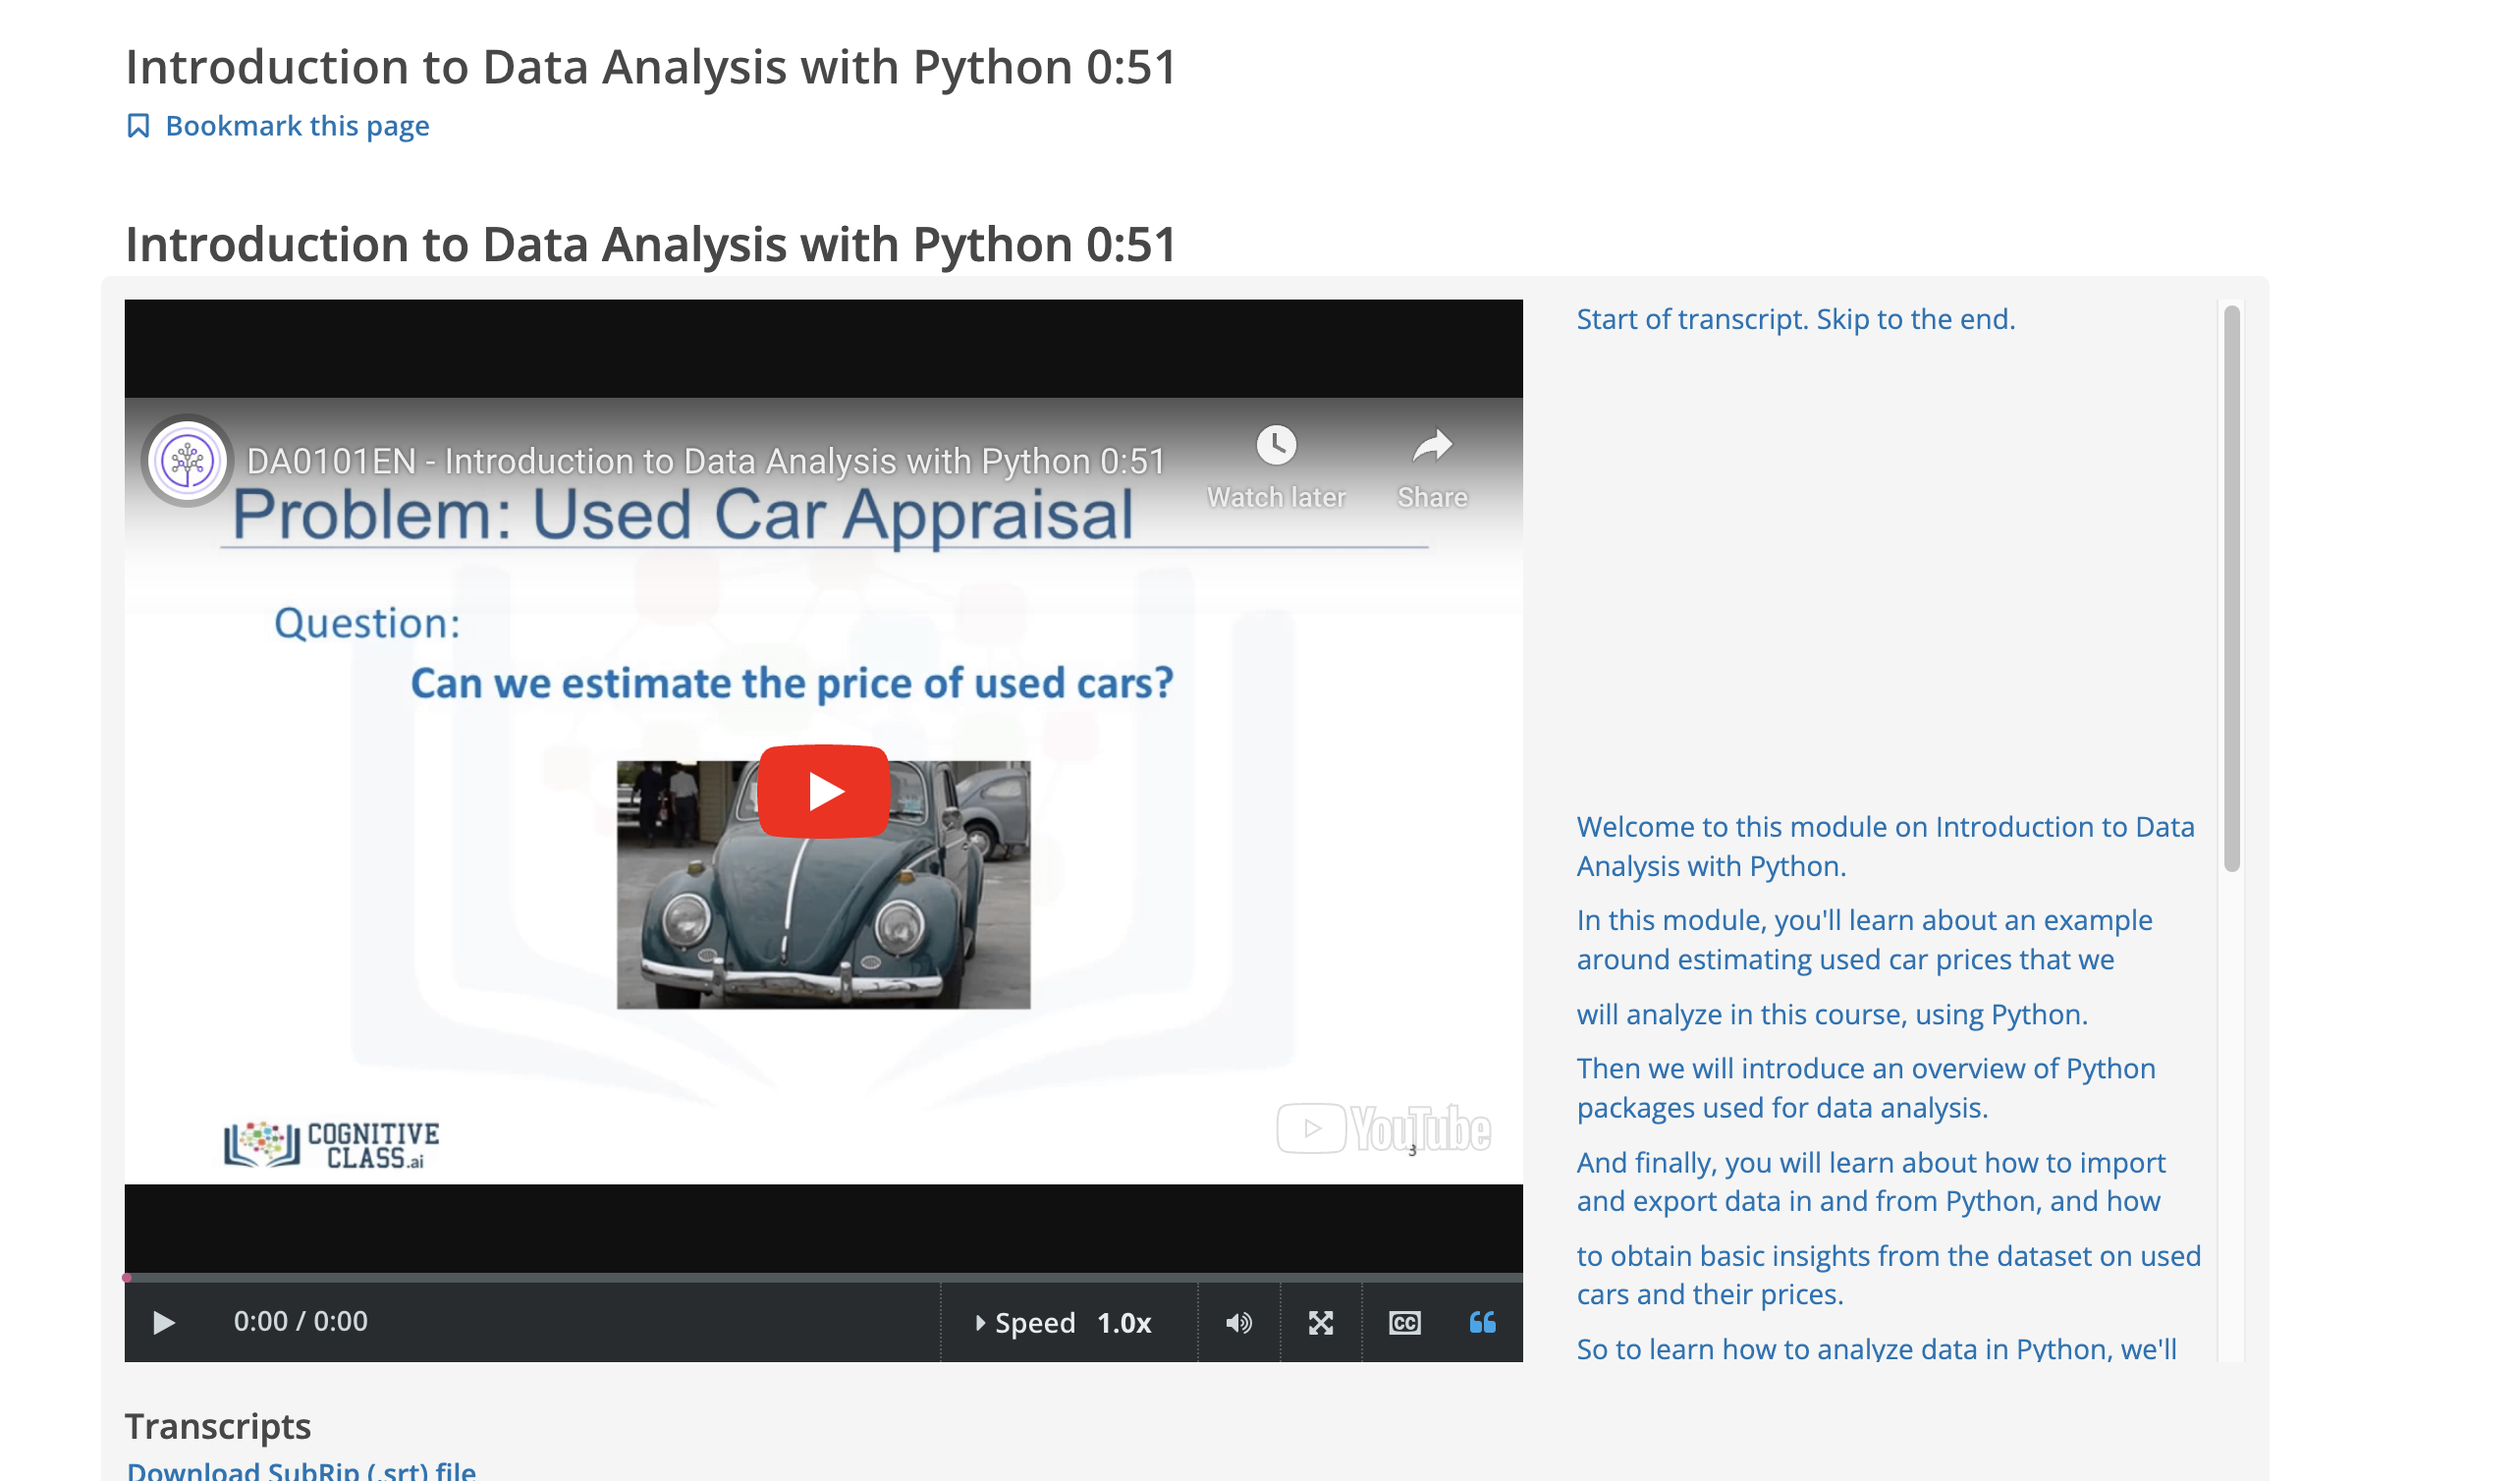 Introduction to Data Analysis with Python 0:51
Bookmark this page
Introduction to Data Analysis with Python 0:51
DA0101EN - Introduction to Data Analysis with Python 0:51
Watch later
Share
Problem: Used Car Appraisal
Question:
Can we estimate the price of used cars?
COGNITIVE
CLASS.ai
YouTube
3
0:00 / 0:00
Speed 1.0x
CC
Start of transcript. Skip to the end.
Welcome to this module on Introduction to Data
Analysis with Python.
In this module, you'll learn about an example
around estimating used car prices that we
will analyze in this course, using Python.
Then we will introduce an overview of Python
packages used for data analysis.
And finally, you will learn about how to import
and export data in and from Python, and how
to obtain basic insights from the dataset on used
cars and their prices.
So to learn how to analyze data in Python, we'll
Transcripts
Download SubRip (.srt) file